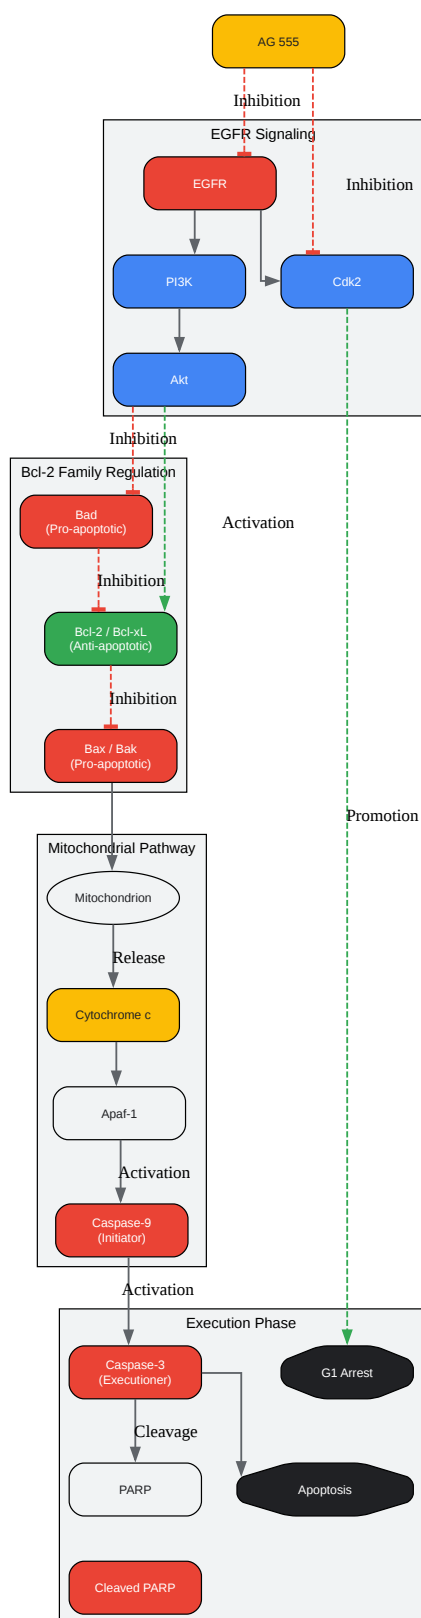 AG 555
Inhibition
EGFR Signaling
EGFR
Inhibition
PI3K
Cdk2
Akt
Inhibition
Bcl-2 Family Regulation
Bad
(Pro-apoptotic)
Activation
Inhibition
Bcl-2 / Bcl-xL
(Anti-apoptotic)
Inhibition
Bax / Bak
(Pro-apoptotic)
Promotion
Mitochondrial Pathway
Mitochondrion
Release
Cytochrome c
Apaf-1
Activation
Caspase-9
(Initiator)
Activation
Execution Phase
Caspase-3
(Executioner)
G1 Arrest
Cleavage
PARP
Apoptosis
Cleaved PARP